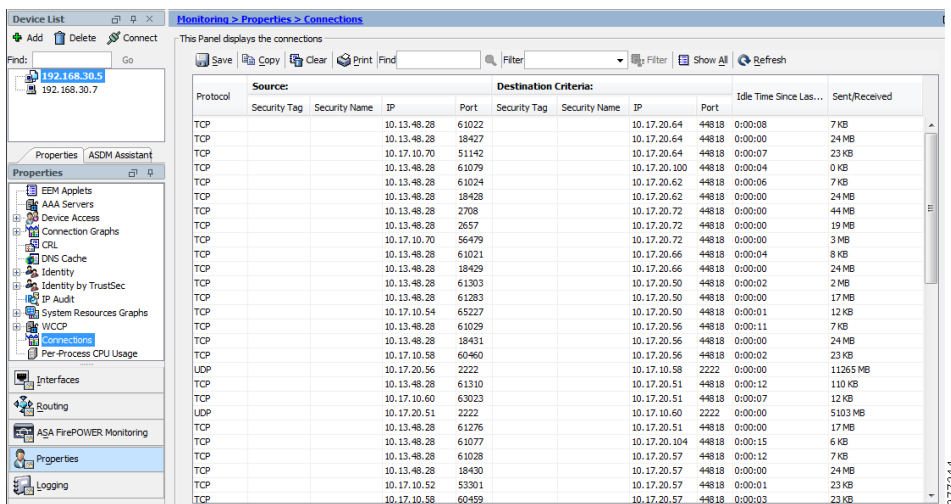 Device List
Monitoring > Properties > Connections
Add Delete Connect
This Panel displays the connections
Find: Go
Save Copy Clear Print Find Filter Filter Show All Refresh
192.168.30.5
192.168.30.7
Protocol Source: Destination Criteria: Idle Time Since Las... Sent/Received
Security Tag Security Name IP Port Security Tag Security Name IP Port
TCP 10.13.48.28 61022 10.17.20.64 44818 0:00:08 7 KB
TCP 10.13.48.28 18427 10.17.20.64 44818 0:00:00 24 MB
TCP 10.17.10.70 51142 10.17.20.64 44818 0:00:07 23 KB
TCP 10.13.48.28 61079 10.17.20.100 44818 0:00:04 0 KB
TCP 10.13.48.28 61024 10.17.20.62 44818 0:00:06 7 KB
TCP 10.13.48.28 18428 10.17.20.62 44818 0:00:00 24 MB
TCP 10.13.48.28 2708 10.17.20.72 44818 0:00:00 44 MB
TCP 10.13.48.28 2657 10.17.20.72 44818 0:00:00 19 MB
TCP 10.17.10.70 56479 10.17.20.72 44818 0:00:00 3 MB
TCP 10.13.48.28 61021 10.17.20.66 44818 0:00:04 8 KB
TCP 10.13.48.28 18429 10.17.20.66 44818 0:00:00 24 MB
TCP 10.13.48.28 61303 10.17.20.50 44818 0:00:02 2 MB
TCP 10.13.48.28 61283 10.17.20.50 44818 0:00:00 17 MB
TCP 10.17.10.54 65227 10.17.20.50 44818 0:00:01 12 KB
TCP 10.13.48.28 61029 10.17.20.56 44818 0:00:11 7 KB
TCP 10.13.48.28 18431 10.17.20.56 44818 0:00:00 24 MB
TCP 10.17.10.58 60460 10.17.20.56 44818 0:00:02 23 KB
UDP 10.17.20.56 2222 10.17.10.58 2222 0:00:00 11265 MB
TCP 10.13.48.28 61310 10.17.20.51 44818 0:00:12 110 KB
TCP 10.17.10.60 63023 10.17.20.51 44818 0:00:07 12 KB
UDP 10.17.20.51 2222 10.17.10.60 2222 0:00:00 5103 MB
TCP 10.13.48.28 61276 10.17.20.51 44818 0:00:00 17 MB
TCP 10.13.48.28 61077 10.17.20.104 44818 0:00:15 6 KB
TCP 10.13.48.28 61028 10.17.20.57 44818 0:00:12 7 KB
TCP 10.13.48.28 18430 10.17.20.57 44818 0:00:00 24 MB
TCP 10.17.10.52 53301 10.17.20.57 44818 0:00:01 23 KB
TCP 10.17.10.58 60459 10.17.20.57 44818 0:00:03 23 KB
Properties ASDM Assistant
Properties
EEM Applets
AAA Servers
Device Access
Connection Graphs
CRL
DNS Cache
Identity
Identity by TrustSec
IP Audit
System Resources Graphs
WCCP
Connections
Per-Process CPU Usage
Interfaces
Routing
ASA FirePOWER Monitoring
Properties
Logging